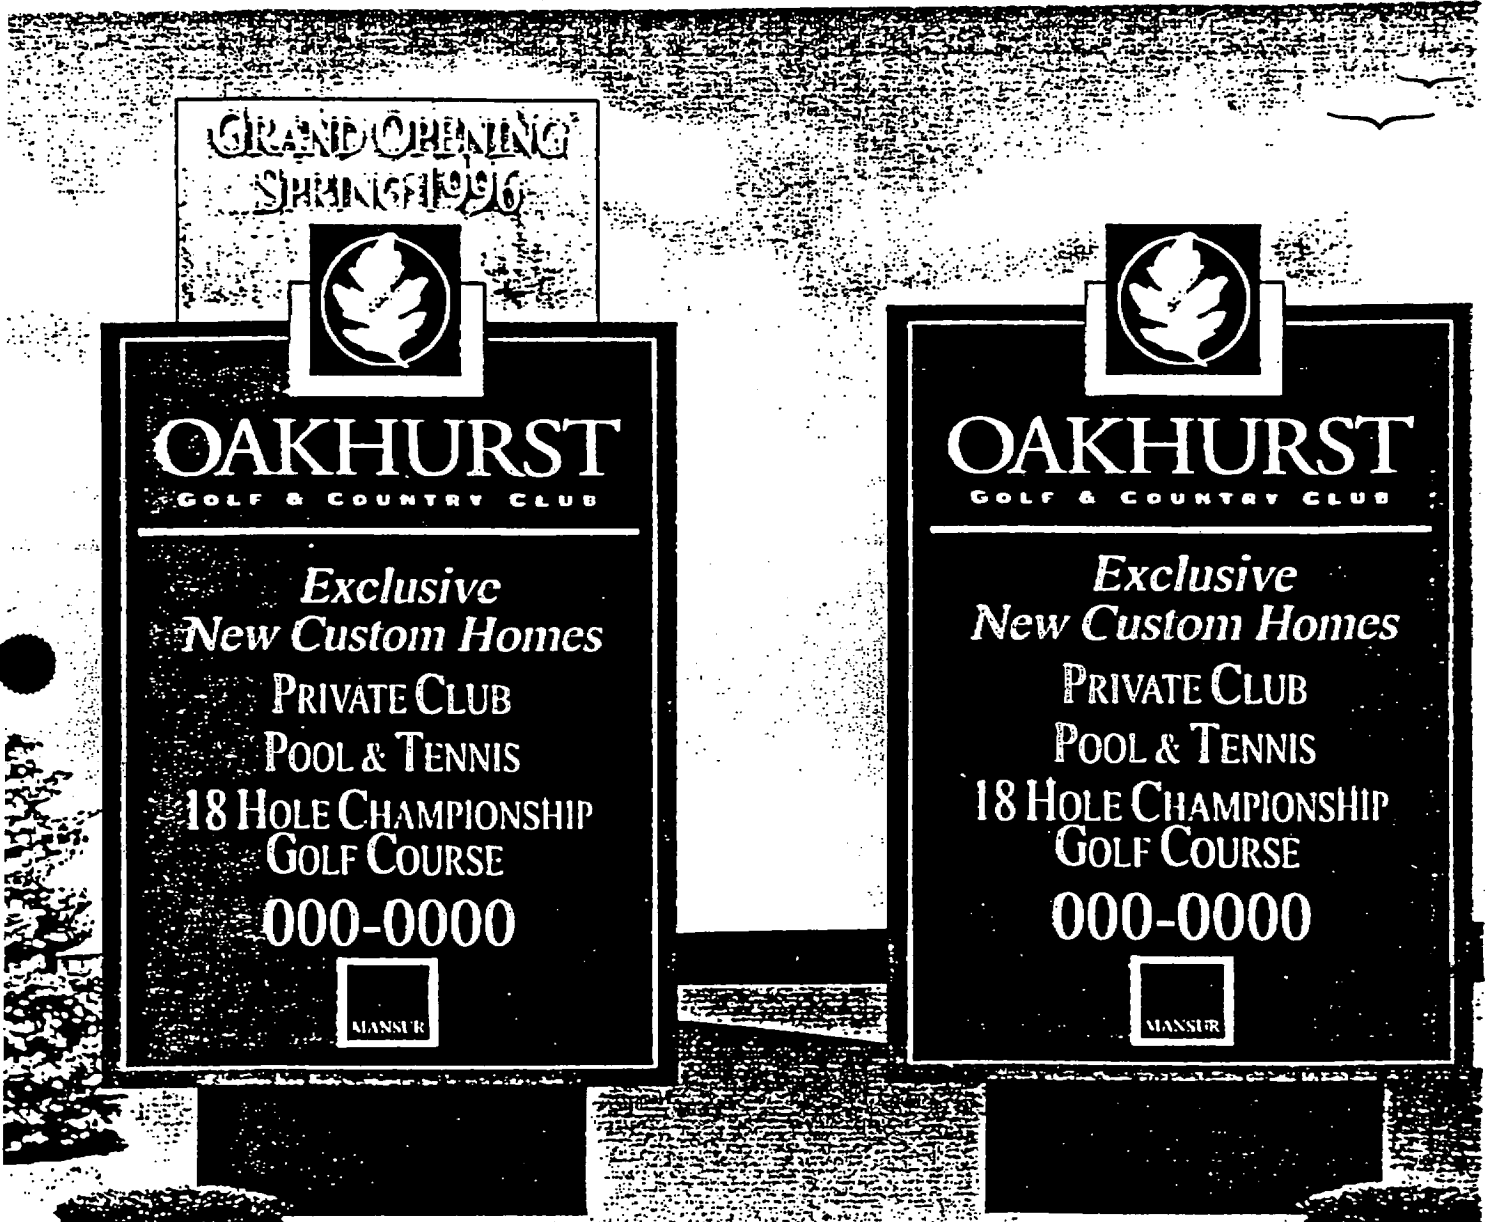 GRAND OPENING
SPRING 1996
OAKHURST
GOLF & COUNTRY CLUB
Exclusive
New Custom Homes
PRIVATE CLUB
POOL & TENNIS
18 HOLE CHAMPIONSHIP
GOLF COURSE
000-0000
MANSUR
OAKHURST
GOLF & COUNTRY CLUB
Exclusive
New Custom Homes
PRIVATE CLUB
POOL & TENNIS
18 HOLE CHAMPIONSHIP
GOLF COURSE
000-0000
MANSUR